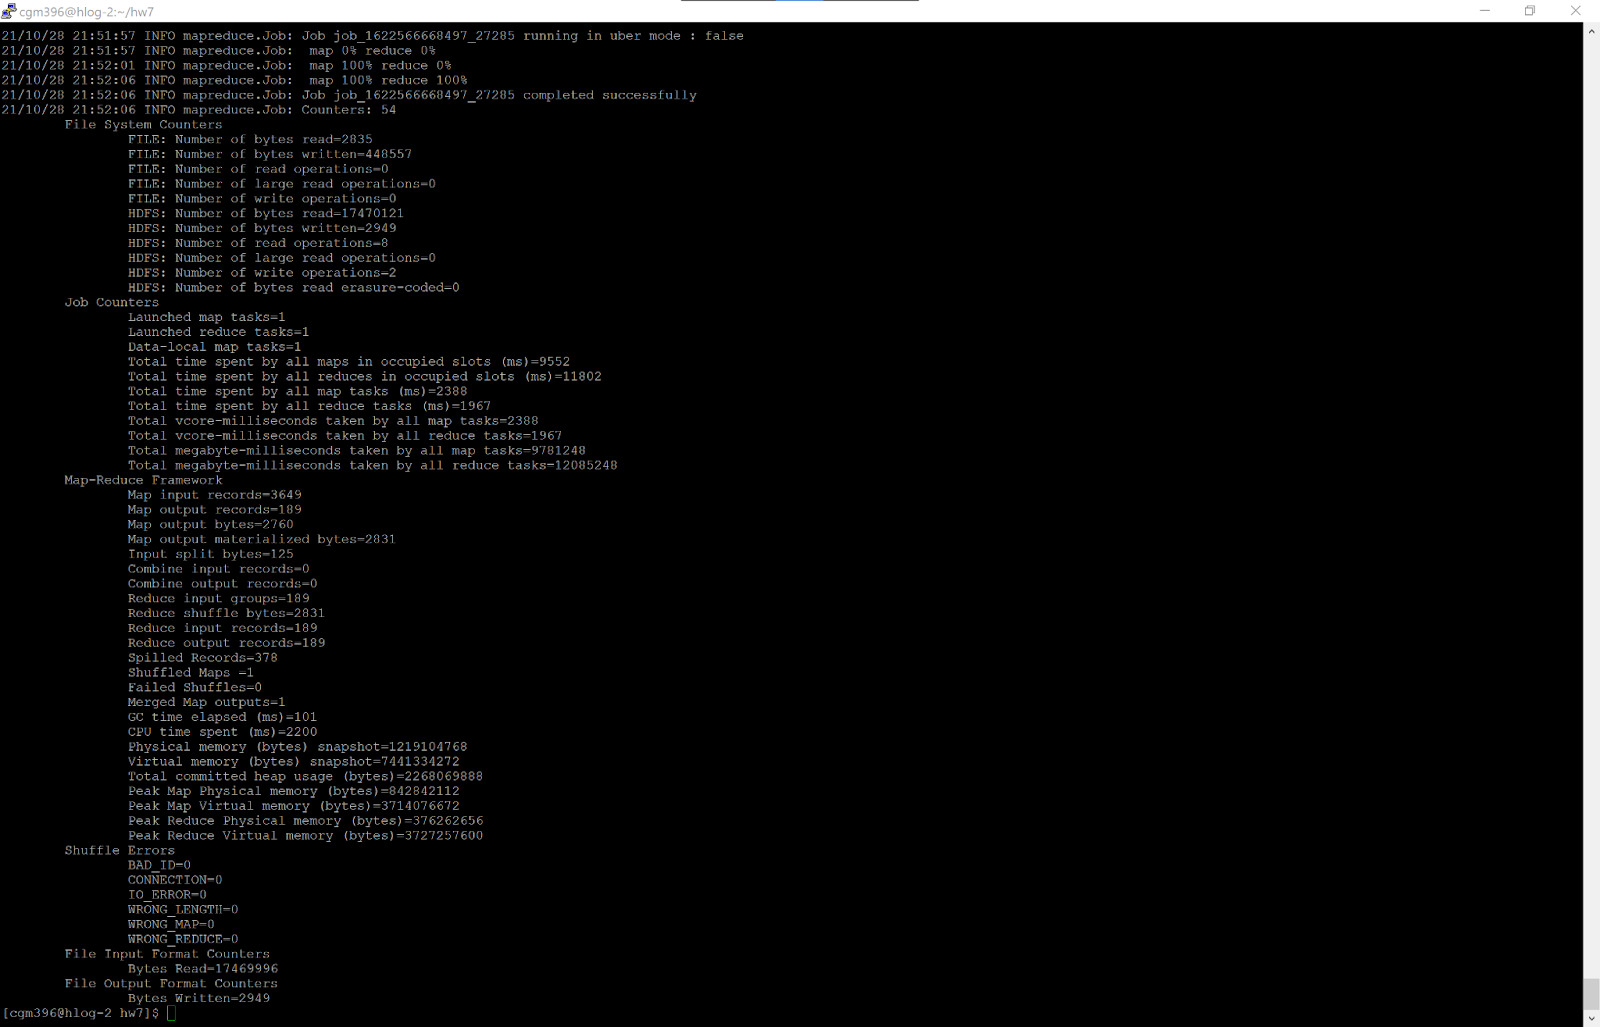 cgm396@hlog-2:~/hw7
21/10/28 21:51:57 INFO mapreduce.Job: Job job_1622566668497_27285 running in uber mode : false
21/10/28 21:51:57 INFO mapreduce.Job:  map 0% reduce 0%
21/10/28 21:52:01 INFO mapreduce.Job:  map 100% reduce 0%
21/10/28 21:52:06 INFO mapreduce.Job:  map 100% reduce 100%
21/10/28 21:52:06 INFO mapreduce.Job: Job job_1622566668497_27285 completed successfully
21/10/28 21:52:06 INFO mapreduce.Job: Counters: 54
File System Counters
FILE: Number of bytes read=2835
FILE: Number of bytes written=448557
FILE: Number of read operations=0
FILE: Number of large read operations=0
FILE: Number of write operations=0
HDFS: Number of bytes read=17470121
HDFS: Number of bytes written=2949
HDFS: Number of read operations=8
HDFS: Number of large read operations=0
HDFS: Number of write operations=2
HDFS: Number of bytes read erasure-coded=0
Job Counters
Launched map tasks=1
Launched reduce tasks=1
Data-local map tasks=1
Total time spent by all maps in occupied slots (ms)=9552
Total time spent by all reduces in occupied slots (ms)=11802
Total time spent by all map tasks (ms)=2388
Total time spent by all reduce tasks (ms)=1967
Total vcore-milliseconds taken by all map tasks=2388
Total vcore-milliseconds taken by all reduce tasks=1967
Total megabyte-milliseconds taken by all map tasks=9781248
Total megabyte-milliseconds taken by all reduce tasks=12085248
Map-Reduce Framework
Map input records=3649
Map output records=189
Map output bytes=2760
Map output materialized bytes=2831
Input split bytes=125
Combine input records=0
Combine output records=0
Reduce input groups=189
Reduce shuffle bytes=2831
Reduce input records=189
Reduce output records=189
Spilled Records=378
Shuffled Maps =1
Failed Shuffles=0
Merged Map outputs=1
GC time elapsed (ms)=101
CPU time spent (ms)=2200
Physical memory (bytes) snapshot=1219104768
Virtual memory (bytes) snapshot=7441334272
Total committed heap usage (bytes)=2268069888
Peak Map Physical memory (bytes)=842842112
Peak Map Virtual memory (bytes)=3714076672
Peak Reduce Physical memory (bytes)=376262656
Peak Reduce Virtual memory (bytes)=3727257600
Shuffle Errors
BAD_ID=0
CONNECTION=0
IO_ERROR=0
WRONG_LENGTH=0
WRONG_MAP=0
WRONG_REDUCE=0
File Input Format Counters
Bytes Read=17469996
File Output Format Counters
Bytes Written=2949
[cgm396@hlog-2 hw7]$